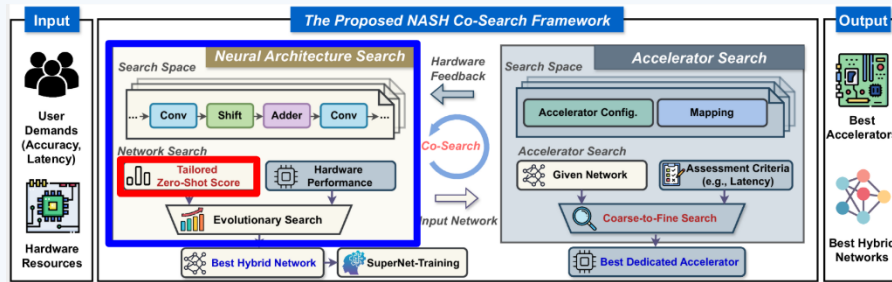 Input
The Proposed NASH Co-Search Framework
Output
User
Demands
(Accuracy,
Latency)
Hardware
Resources
Neural Architecture Search
Search Space
... Conv Shift Adder Conv ...
Network Search
Tailored
Zero-Shot Score
Hardware
Performance
Evolutionary Search
Best Hybrid Network
SuperNet-Training
Hardware
Feedback
Co-Search
Input Network
Accelerator Search
Search Space
Accelerator Config.
Mapping
Accelerator Search
Given Network
Assessment Criteria
(e.g., Latency)
Coarse-to-Fine Search
Best Dedicated Accelerator
Best
Accelerator
Best Hybrid
Networks